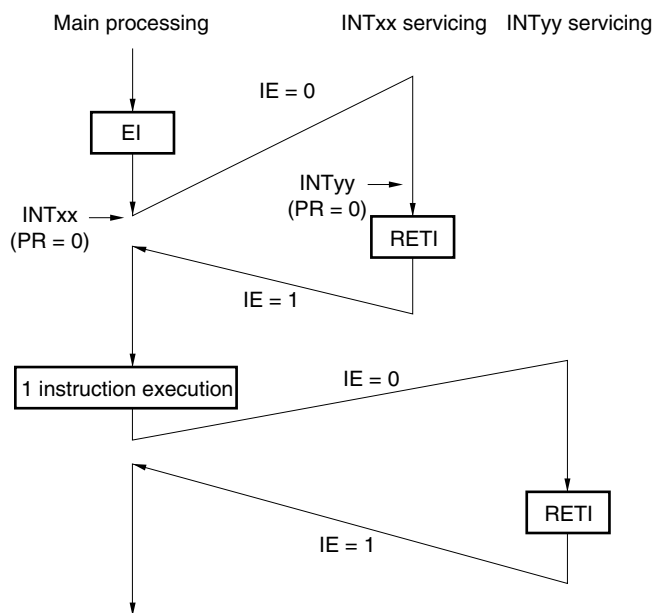 Main processing
INTxx servicing
INTyy servicing
IE = 0
EI
INTyy
(PR = 0)
INTxx
(PR = 0)
RETI
IE = 1
1 instruction execution
IE = 0
RETI
IE = 1